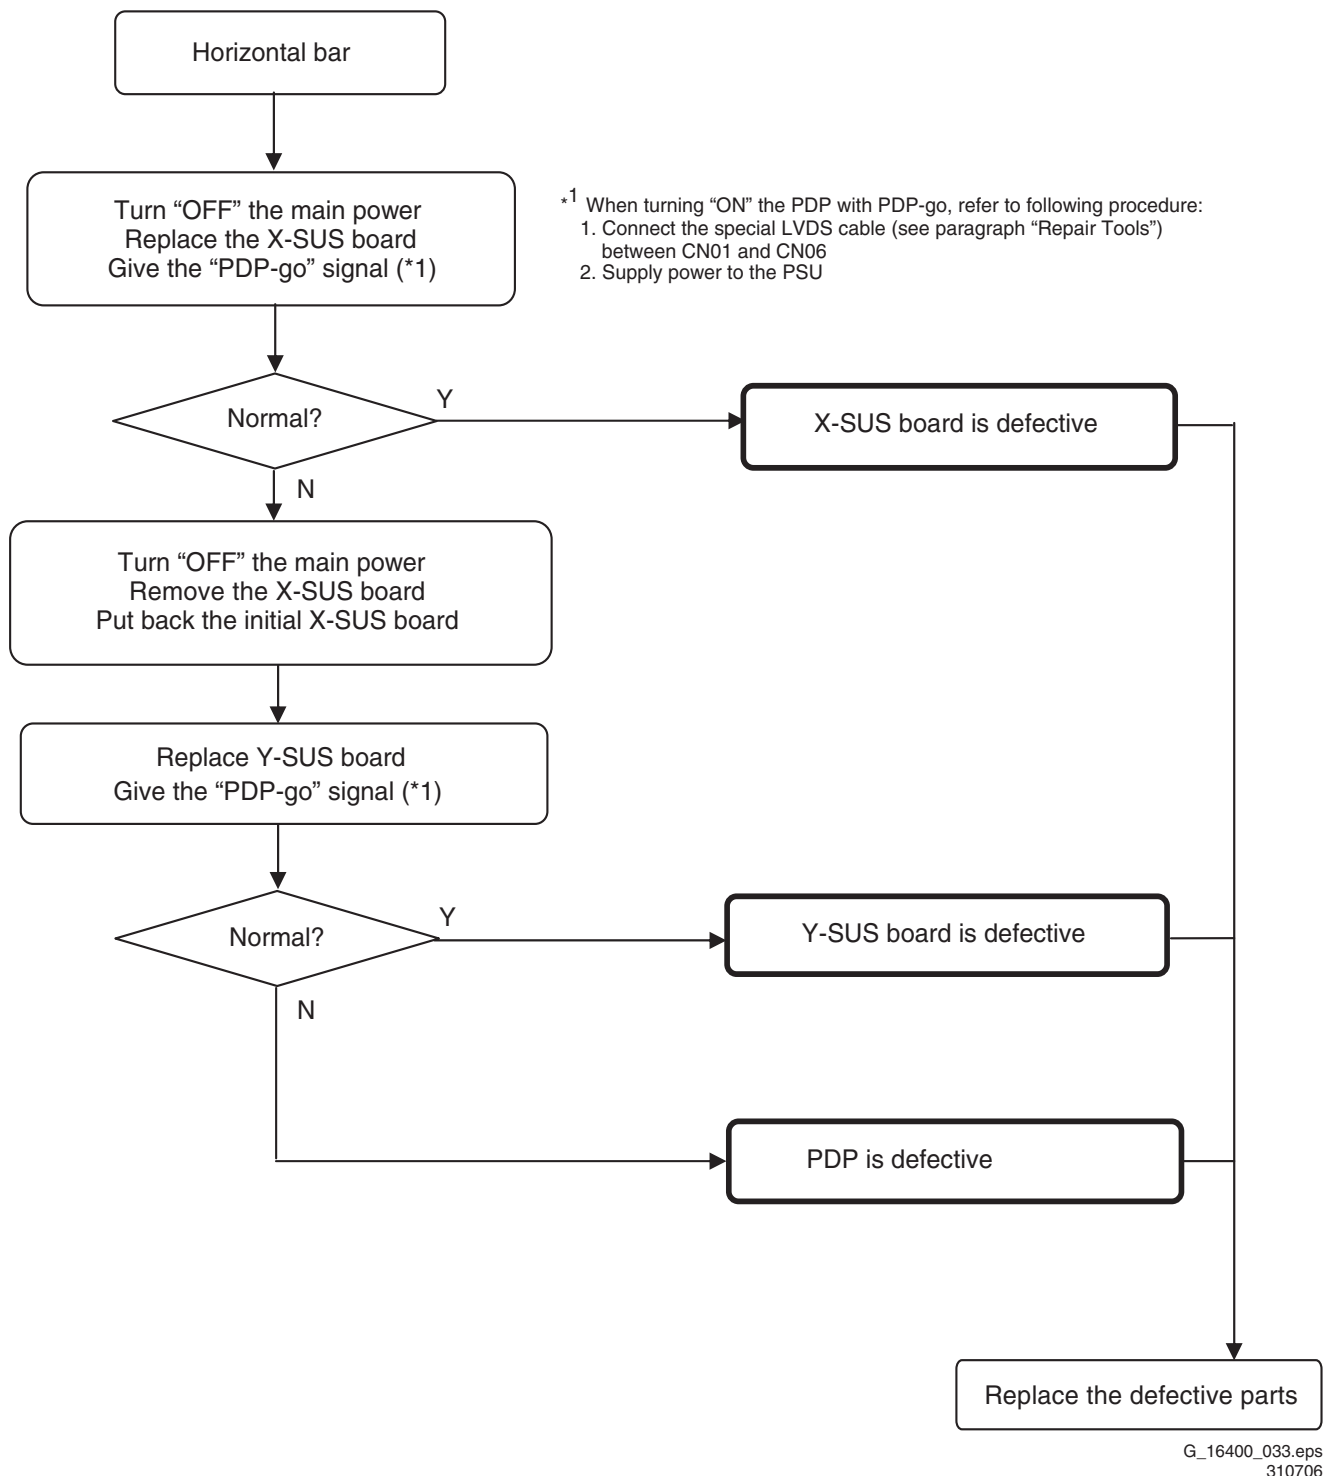 Horizontal bar
Turn “OFF” the main power
Replace the X-SUS board
Give the “PDP-go” signal (*1)
*1 When turning “ON” the PDP with PDP-go, refer to following procedure:
1. Connect the special LVDS cable (see paragraph “Repair Tools”)
between CN01 and CN06
2. Supply power to the PSU
Normal?
Y
X-SUS board is defective
N
Turn “OFF” the main power
Remove the X-SUS board
Put back the initial X-SUS board
Replace Y-SUS board
Give the “PDP-go” signal (*1)
Normal?
Y
Y-SUS board is defective
N
PDP is defective
Replace the defective parts
G_16400_033.eps
310706